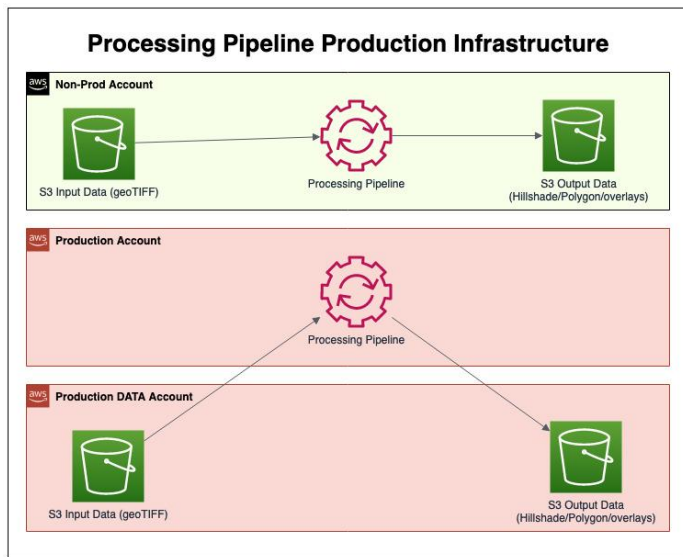 Processing Pipeline Production Infrastructure
aws Non-Prod Account
S3 Input Data (geoTIFF)
Processing Pipeline
S3 Output Data
(Hillshade/Polygon/overlays)
aws Production Account
Processing Pipeline
aws Production DATA Account
S3 Input Data (geoTIFF)
S3 Output Data
(Hillshade/Polygon/overlays)